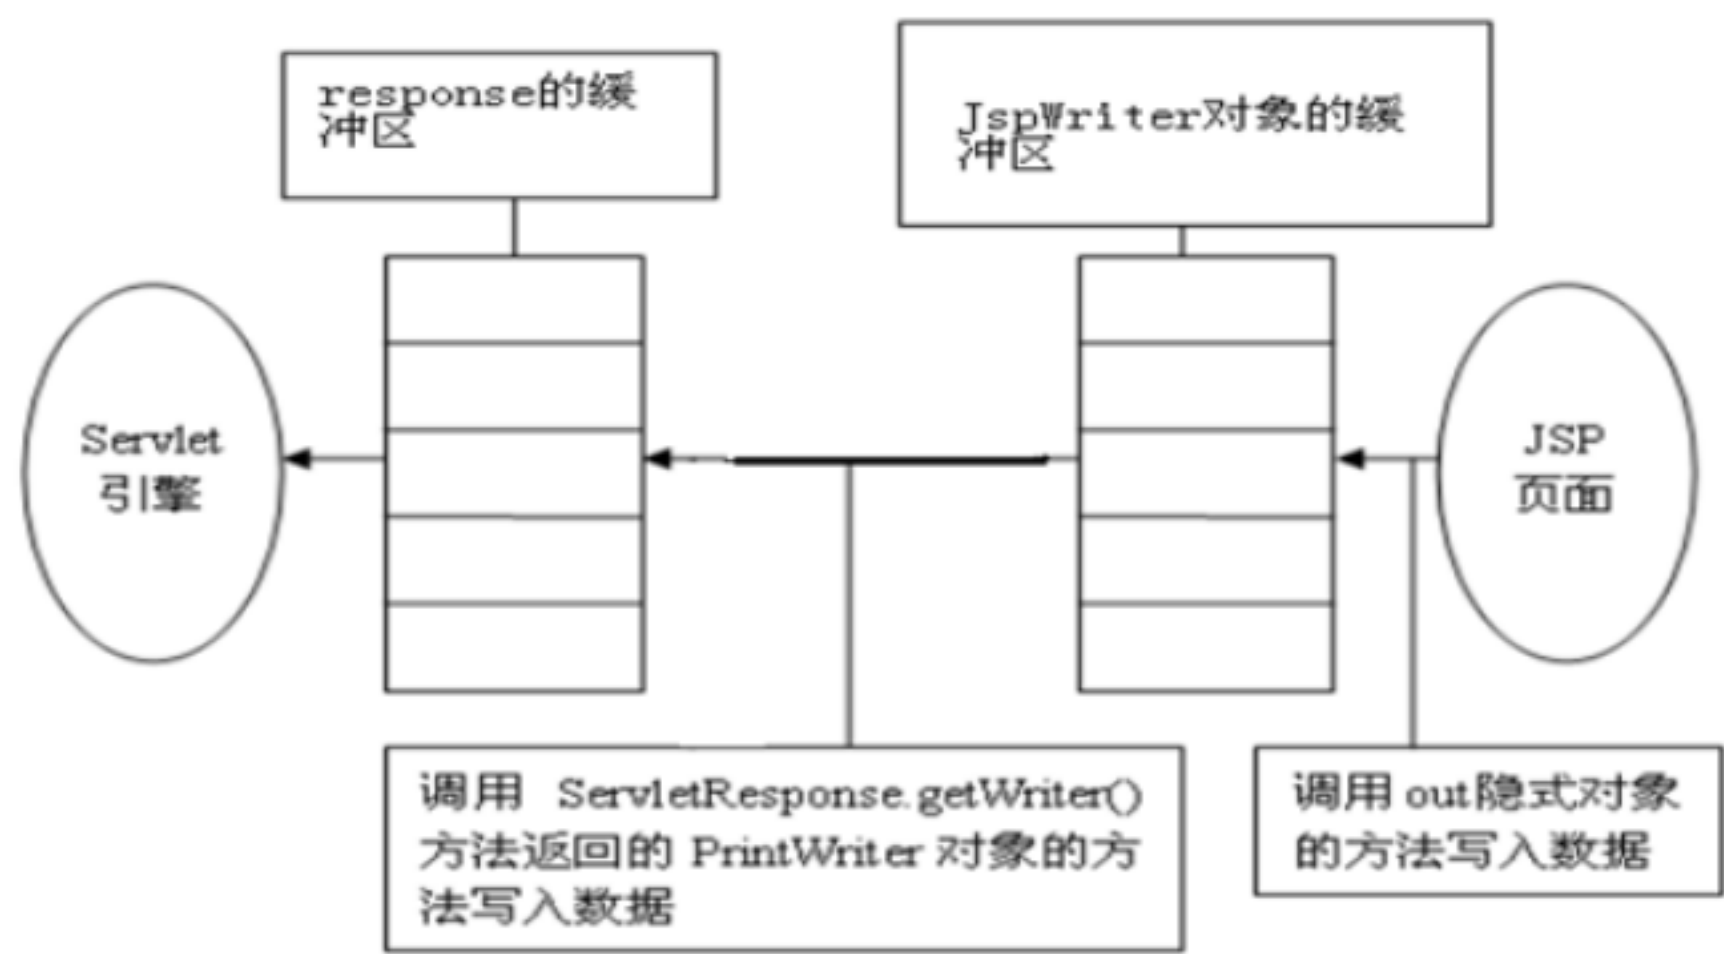 response的缓
冲区
JspWriter对象的缓
冲区
Servlet
引擎
JSP
页面
调用 ServletResponse.getWriter()
方法返回的 PrintWriter 对象的方
法写入数据
调用 out隐式对象
的方法写入数据